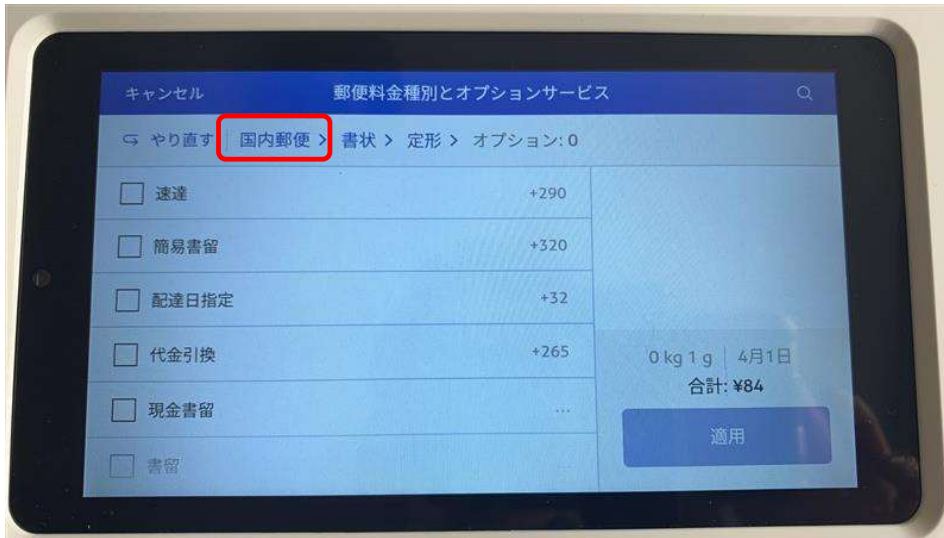 キャンセル 郵便料金種別とオプションサービス
やり直す 国内郵便 > 書状 > 定形 > オプション: 0
速達 +290
簡易書留 +320
配達日指定 +32
代金引換 +265
現金書留 ...
書留
0 kg 1 g | 4月1日
合計: ¥84
適用